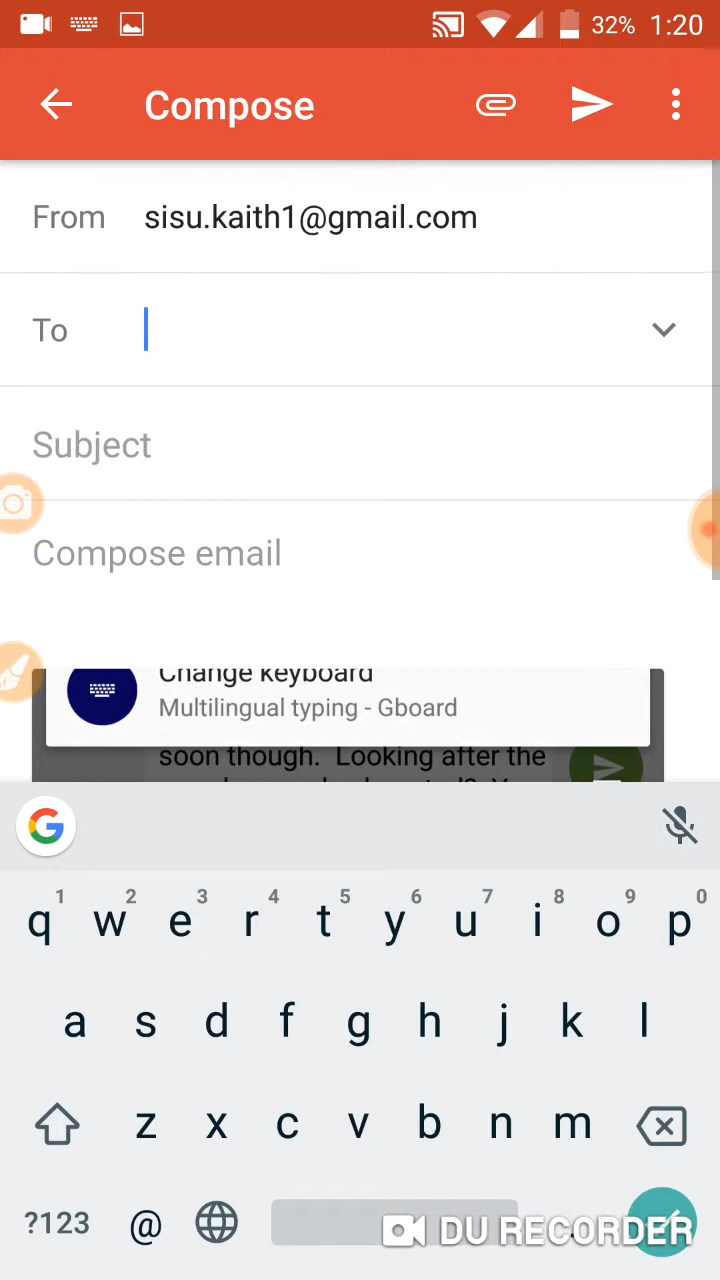 32% 1:20
Compose
From sisu.kaith1@gmail.com
To
Subject
Compose email
Change keyboard
Multilingual typing - Gboard
soon though. Looking after the
G
1 2 3 4 5 6 7 8 9 0
q w e r t y u i o p
a s d f g h j k l
z x c v b n m
?123 @
DU RECORDER